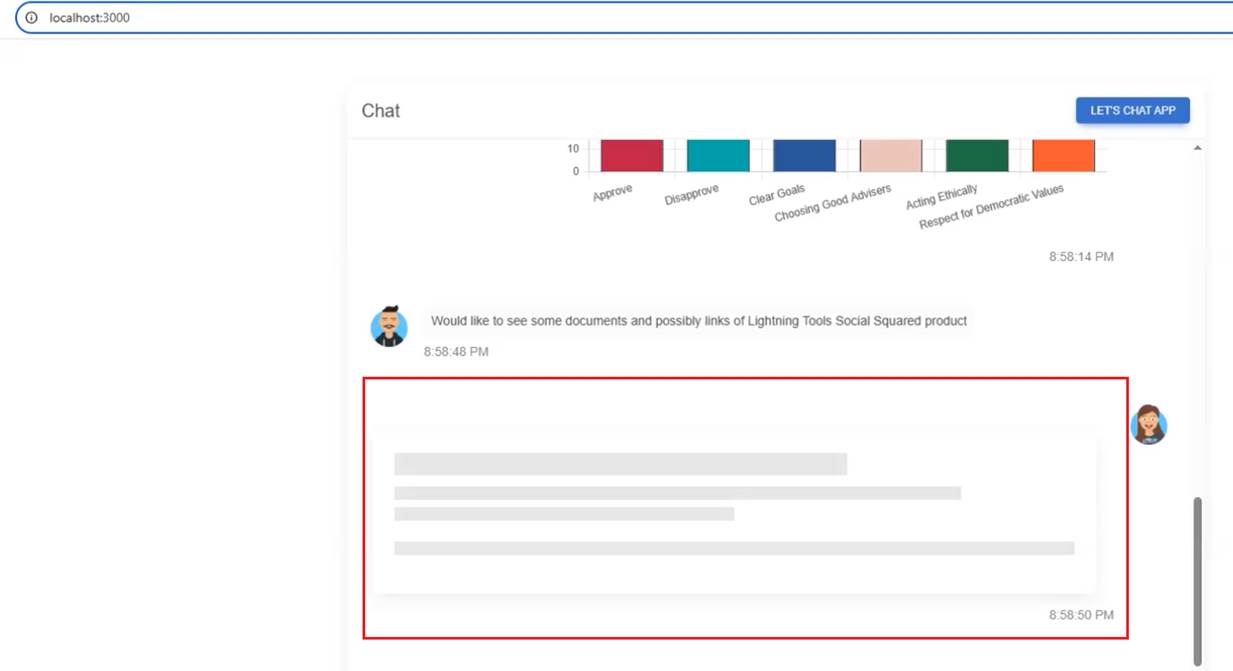 localhost:3000
Chat
LET'S CHAT APP
10
0
Approve
Disapprove
Clear Goals
Choosing Good Advisers
Acting Ethically
Respect for Democratic Values
8:58:14 PM
Would like to see some documents and possibly links of Lightning Tools Social Squared product
8:58:48 PM
8:58:50 PM